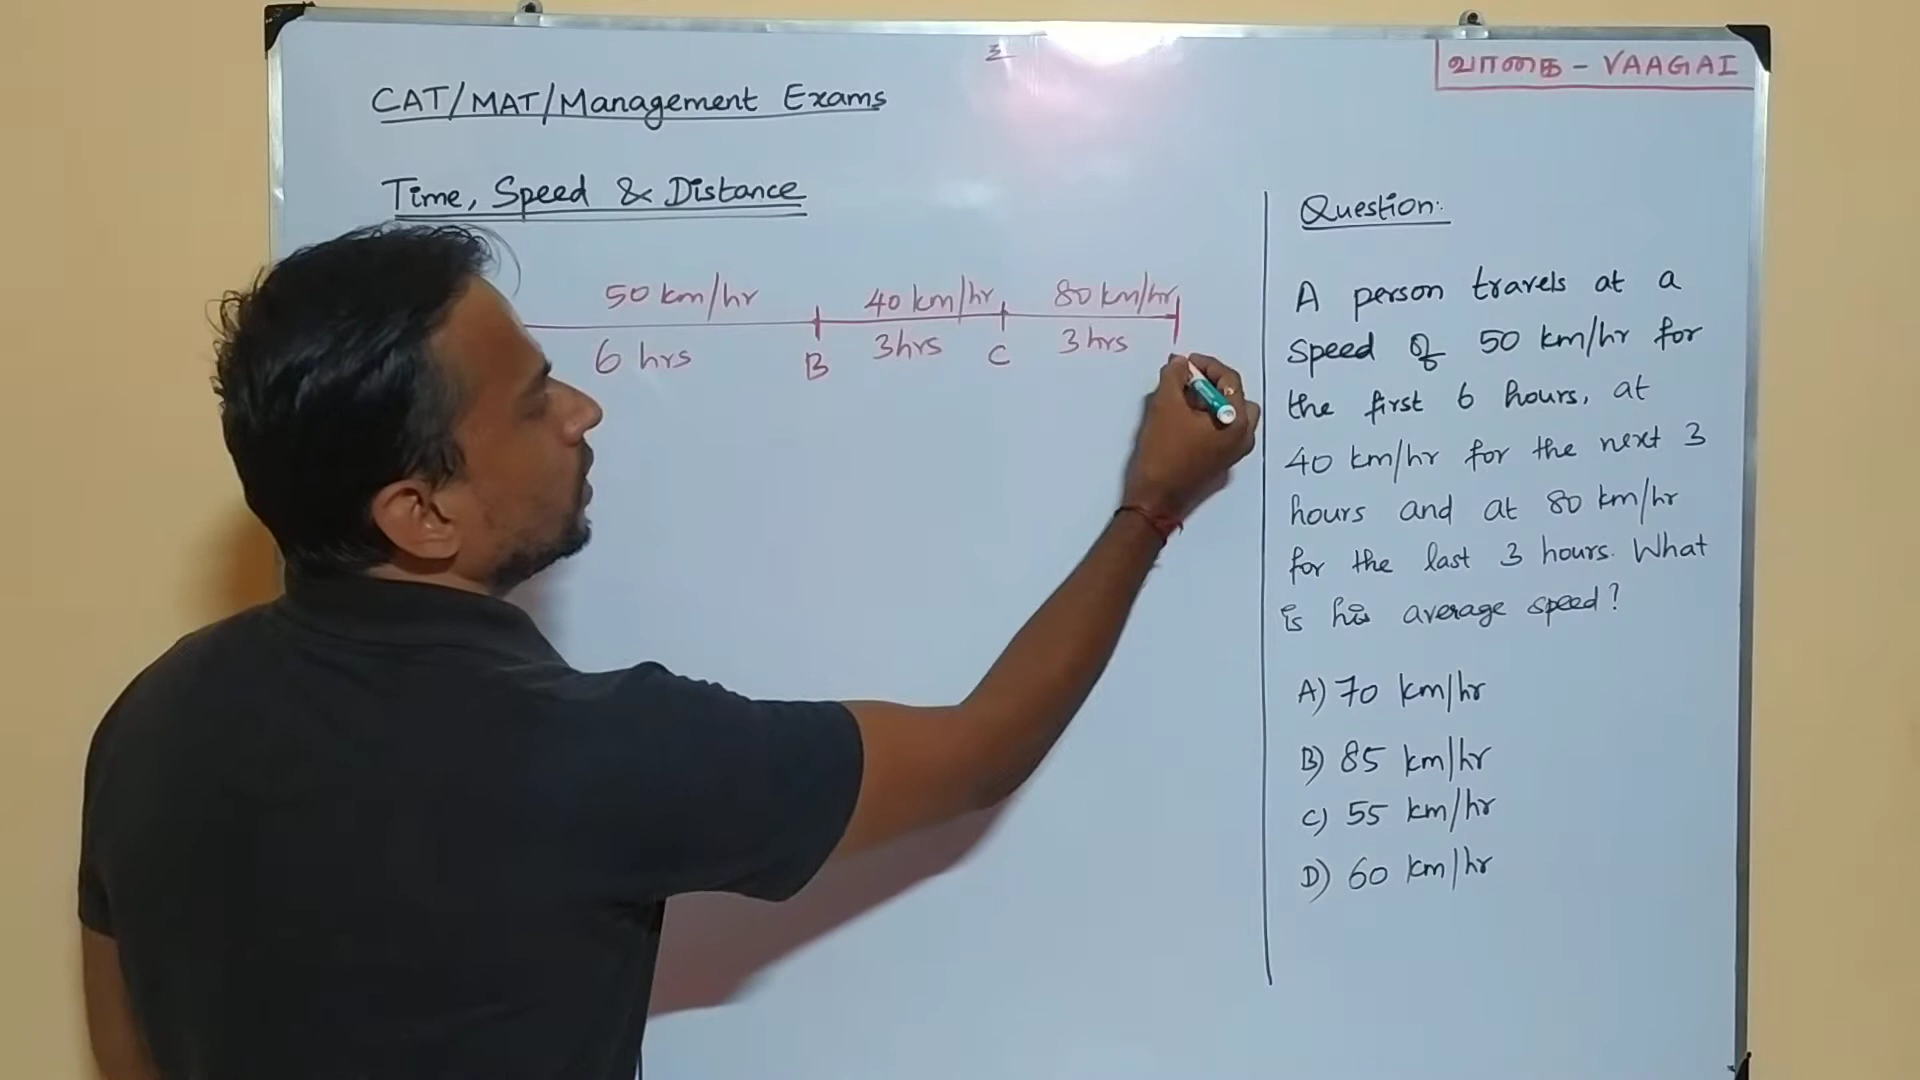 வாகை - VAAGAI
CAT/MAT/Management Exams
Time, Speed & Distance
50 km/hr 40 km/hr 80 km/hr
6 hrs B 3hrs C 3 hrs
Question:
A person travels at a
speed of 50 km/hr for
the first 6 hours, at
40 km/hr for the next 3
hours and at 80 km/hr
for the last 3 hours. What
is his average speed?
A) 70 km/hr
B) 85 km/hr
C) 55 km/hr
D) 60 km/hr